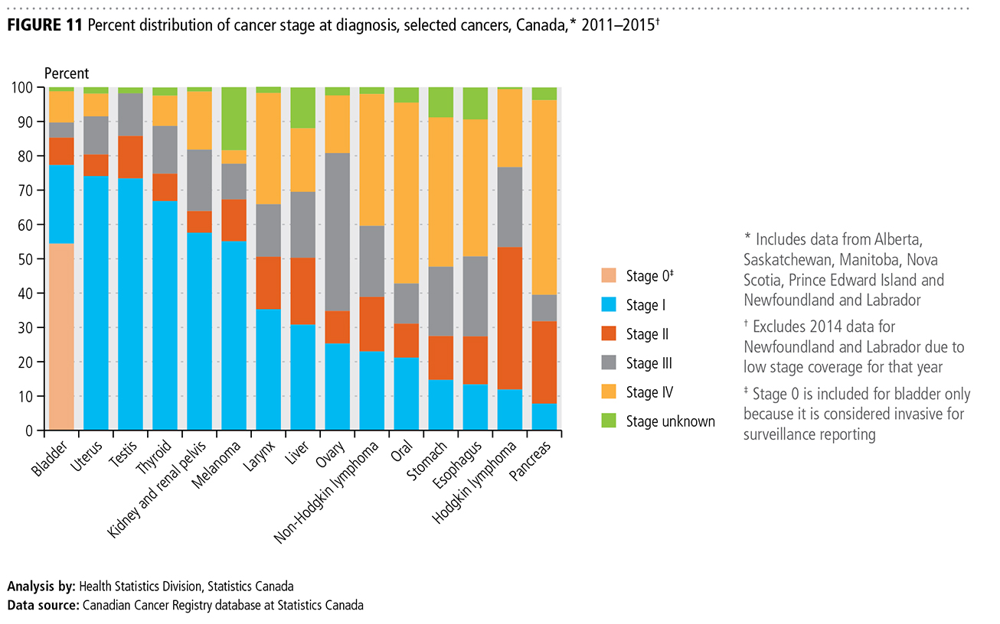 FIGURE 11 Percent distribution of cancer stage at diagnosis, selected cancers, Canada,* 2011–2015†
Percent
100
90
80
70
60
50
40
30
20
10
0
Bladder
Uterus
Testis
Thyroid
Kidney and renal pelvis
Melanoma
Larynx
Liver
Ovary
Non-Hodgkin lymphoma
Oral
Stomach
Esophagus
Hodgkin lymphoma
Pancreas
Stage 0‡
Stage I
Stage II
Stage III
Stage IV
Stage unknown
* Includes data from Alberta,
Saskatchewan, Manitoba, Nova
Scotia, Prince Edward Island and
Newfoundland and Labrador
† Excludes 2014 data for
Newfoundland and Labrador due to
low stage coverage for that year
‡ Stage 0 is included for bladder only
because it is considered invasive for
surveillance reporting
Analysis by: Health Statistics Division, Statistics Canada
Data source: Canadian Cancer Registry database at Statistics Canada